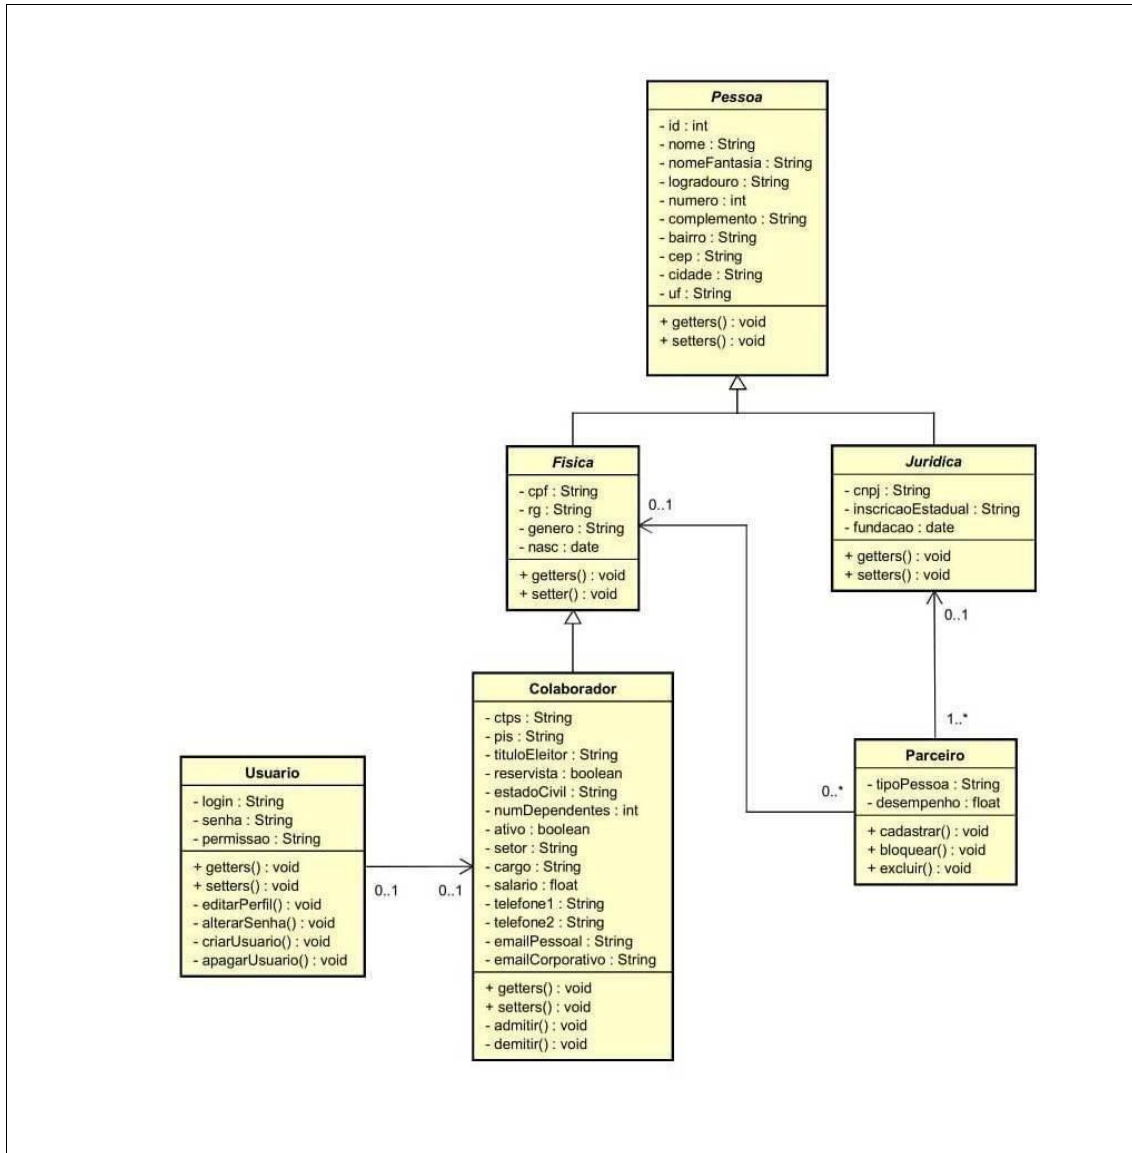 Pessoa
- id : int
- nome : String
- nomeFantasia : String
- logradouro : String
- numero : int
- complemento : String
- bairro : String
- cep : String
- cidade : String
- uf : String
+ getters() : void
+ setters() : void
Fisica
- cpf : String
- rg : String
- genero : String
- nasc : date
+ getters() : void
+ setter() : void
0..1
Juridica
- cnpj : String
- inscricaoEstadual : String
- fundacao : date
+ getters() : void
+ setters() : void
0..1
1..*
Colaborador
- ctps : String
- pis : String
- tituloEleitor : String
- reservista : boolean
- estadoCivil : String
- numDependentes : int
- ativo : boolean
- setor : String
- cargo : String
- salario : float
- telefone1 : String
- telefone2 : String
- emailPessoal : String
- emailCorporativo : String
+ getters() : void
+ setters() : void
- admitir() : void
- demitir() : void
Usuario
- login : String
- senha : String
- permissao : String
+ getters() : void
+ setters() : void
- editarPerfil() : void
- alterarSenha() : void
- criarUsuario() : void
- apagarUsuario() : void
0..1
0..1
0..*
Parceiro
- tipoPessoa : String
- desempenho : float
+ cadastrar() : void
+ bloquear() : void
+ excluir() : void